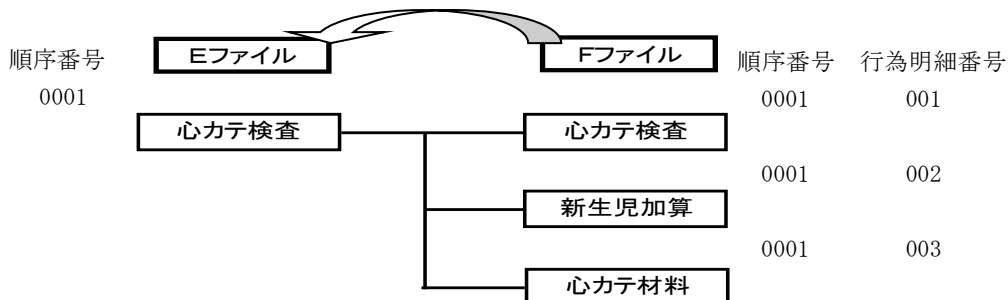 順序番号 Eファイル Fファイル 順序番号 行為明細番号
0001 0001 001
心カテ検査 心カテ検査
0001 002
新生児加算
0001 003
心カテ材料